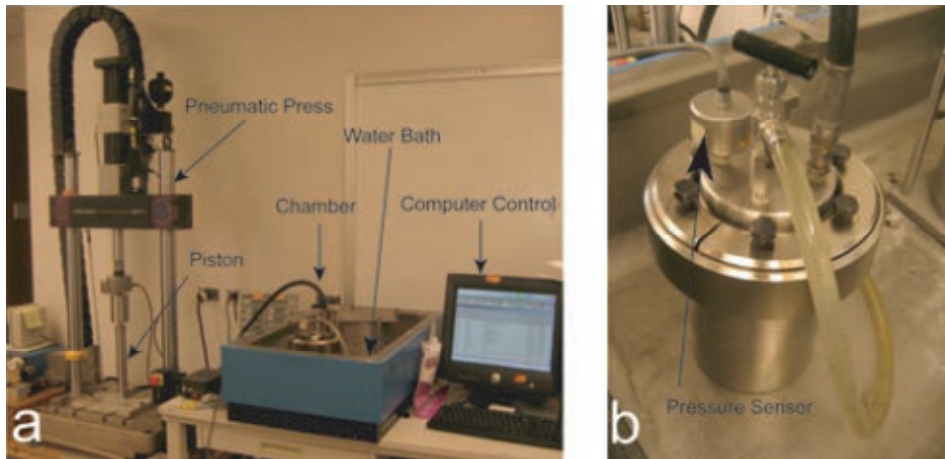 Pneumatic Press
Water Bath
Chamber
Computer Control
Piston
a
Pressure Sensor
b